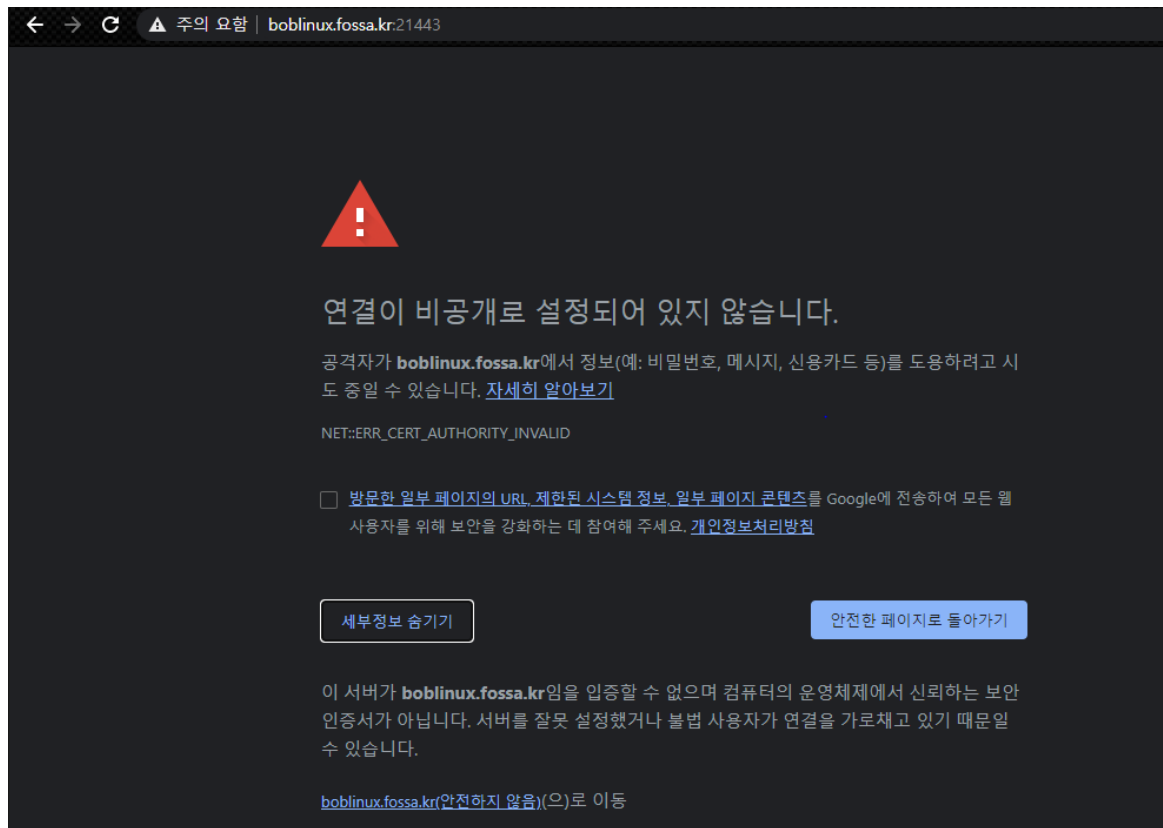 주의 요함 boblinux.fossa.kr:21443
연결이 비공개로 설정되어 있지 않습니다.
공격자가 boblinux.fossa.kr에서 정보(예: 비밀번호, 메시지, 신용카드 등)를 도용하려고 시
도 중일 수 있습니다. 자세히 알아보기
NET::ERR_CERT_AUTHORITY_INVALID
방문한 일부 페이지의 URL, 제한된 시스템 정보, 일부 페이지 콘텐츠를 Google에 전송하여 모든 웹
사용자를 위해 보안을 강화하는 데 참여해 주세요. 개인정보처리방침
세부정보 숨기기
안전한 페이지로 돌아가기
이 서버가 boblinux.fossa.kr임을 입증할 수 없으며 컴퓨터의 운영체제에서 신뢰하는 보안
인증서가 아닙니다. 서버를 잘못 설정했거나 불법 사용자가 연결을 가로채고 있기 때문일
수 있습니다.
boblinux.fossa.kr(안전하지 않음)(으)로 이동